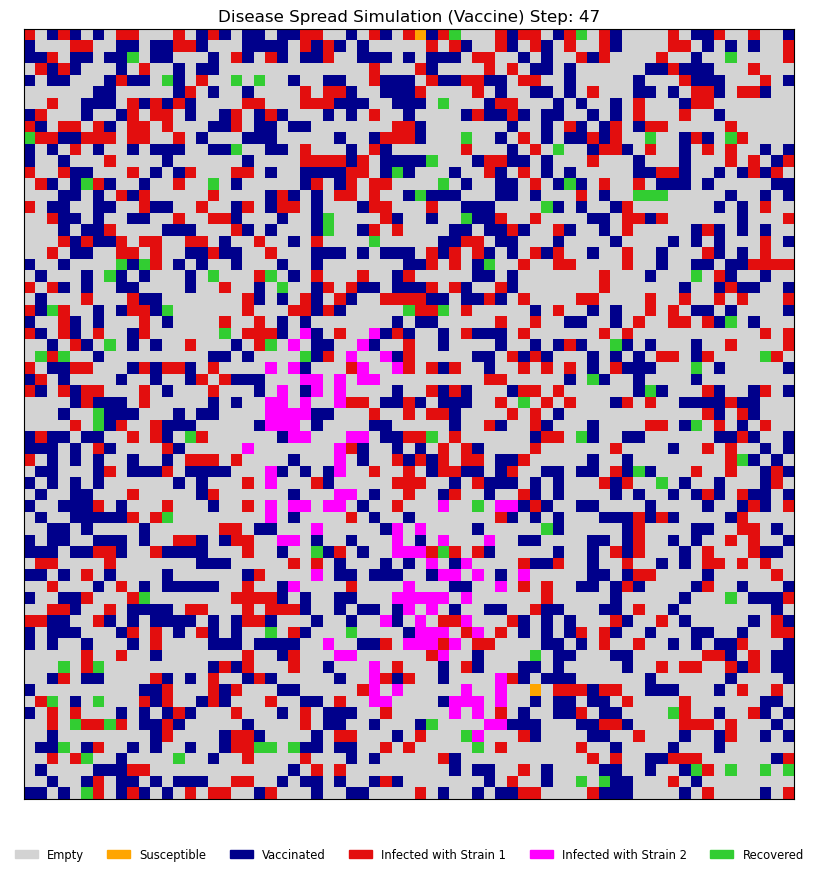 Disease Spread Simulation (Vaccine) Step: 47
Empty Susceptible Vaccinated Infected with Strain 1 Infected with Strain 2 Recovered